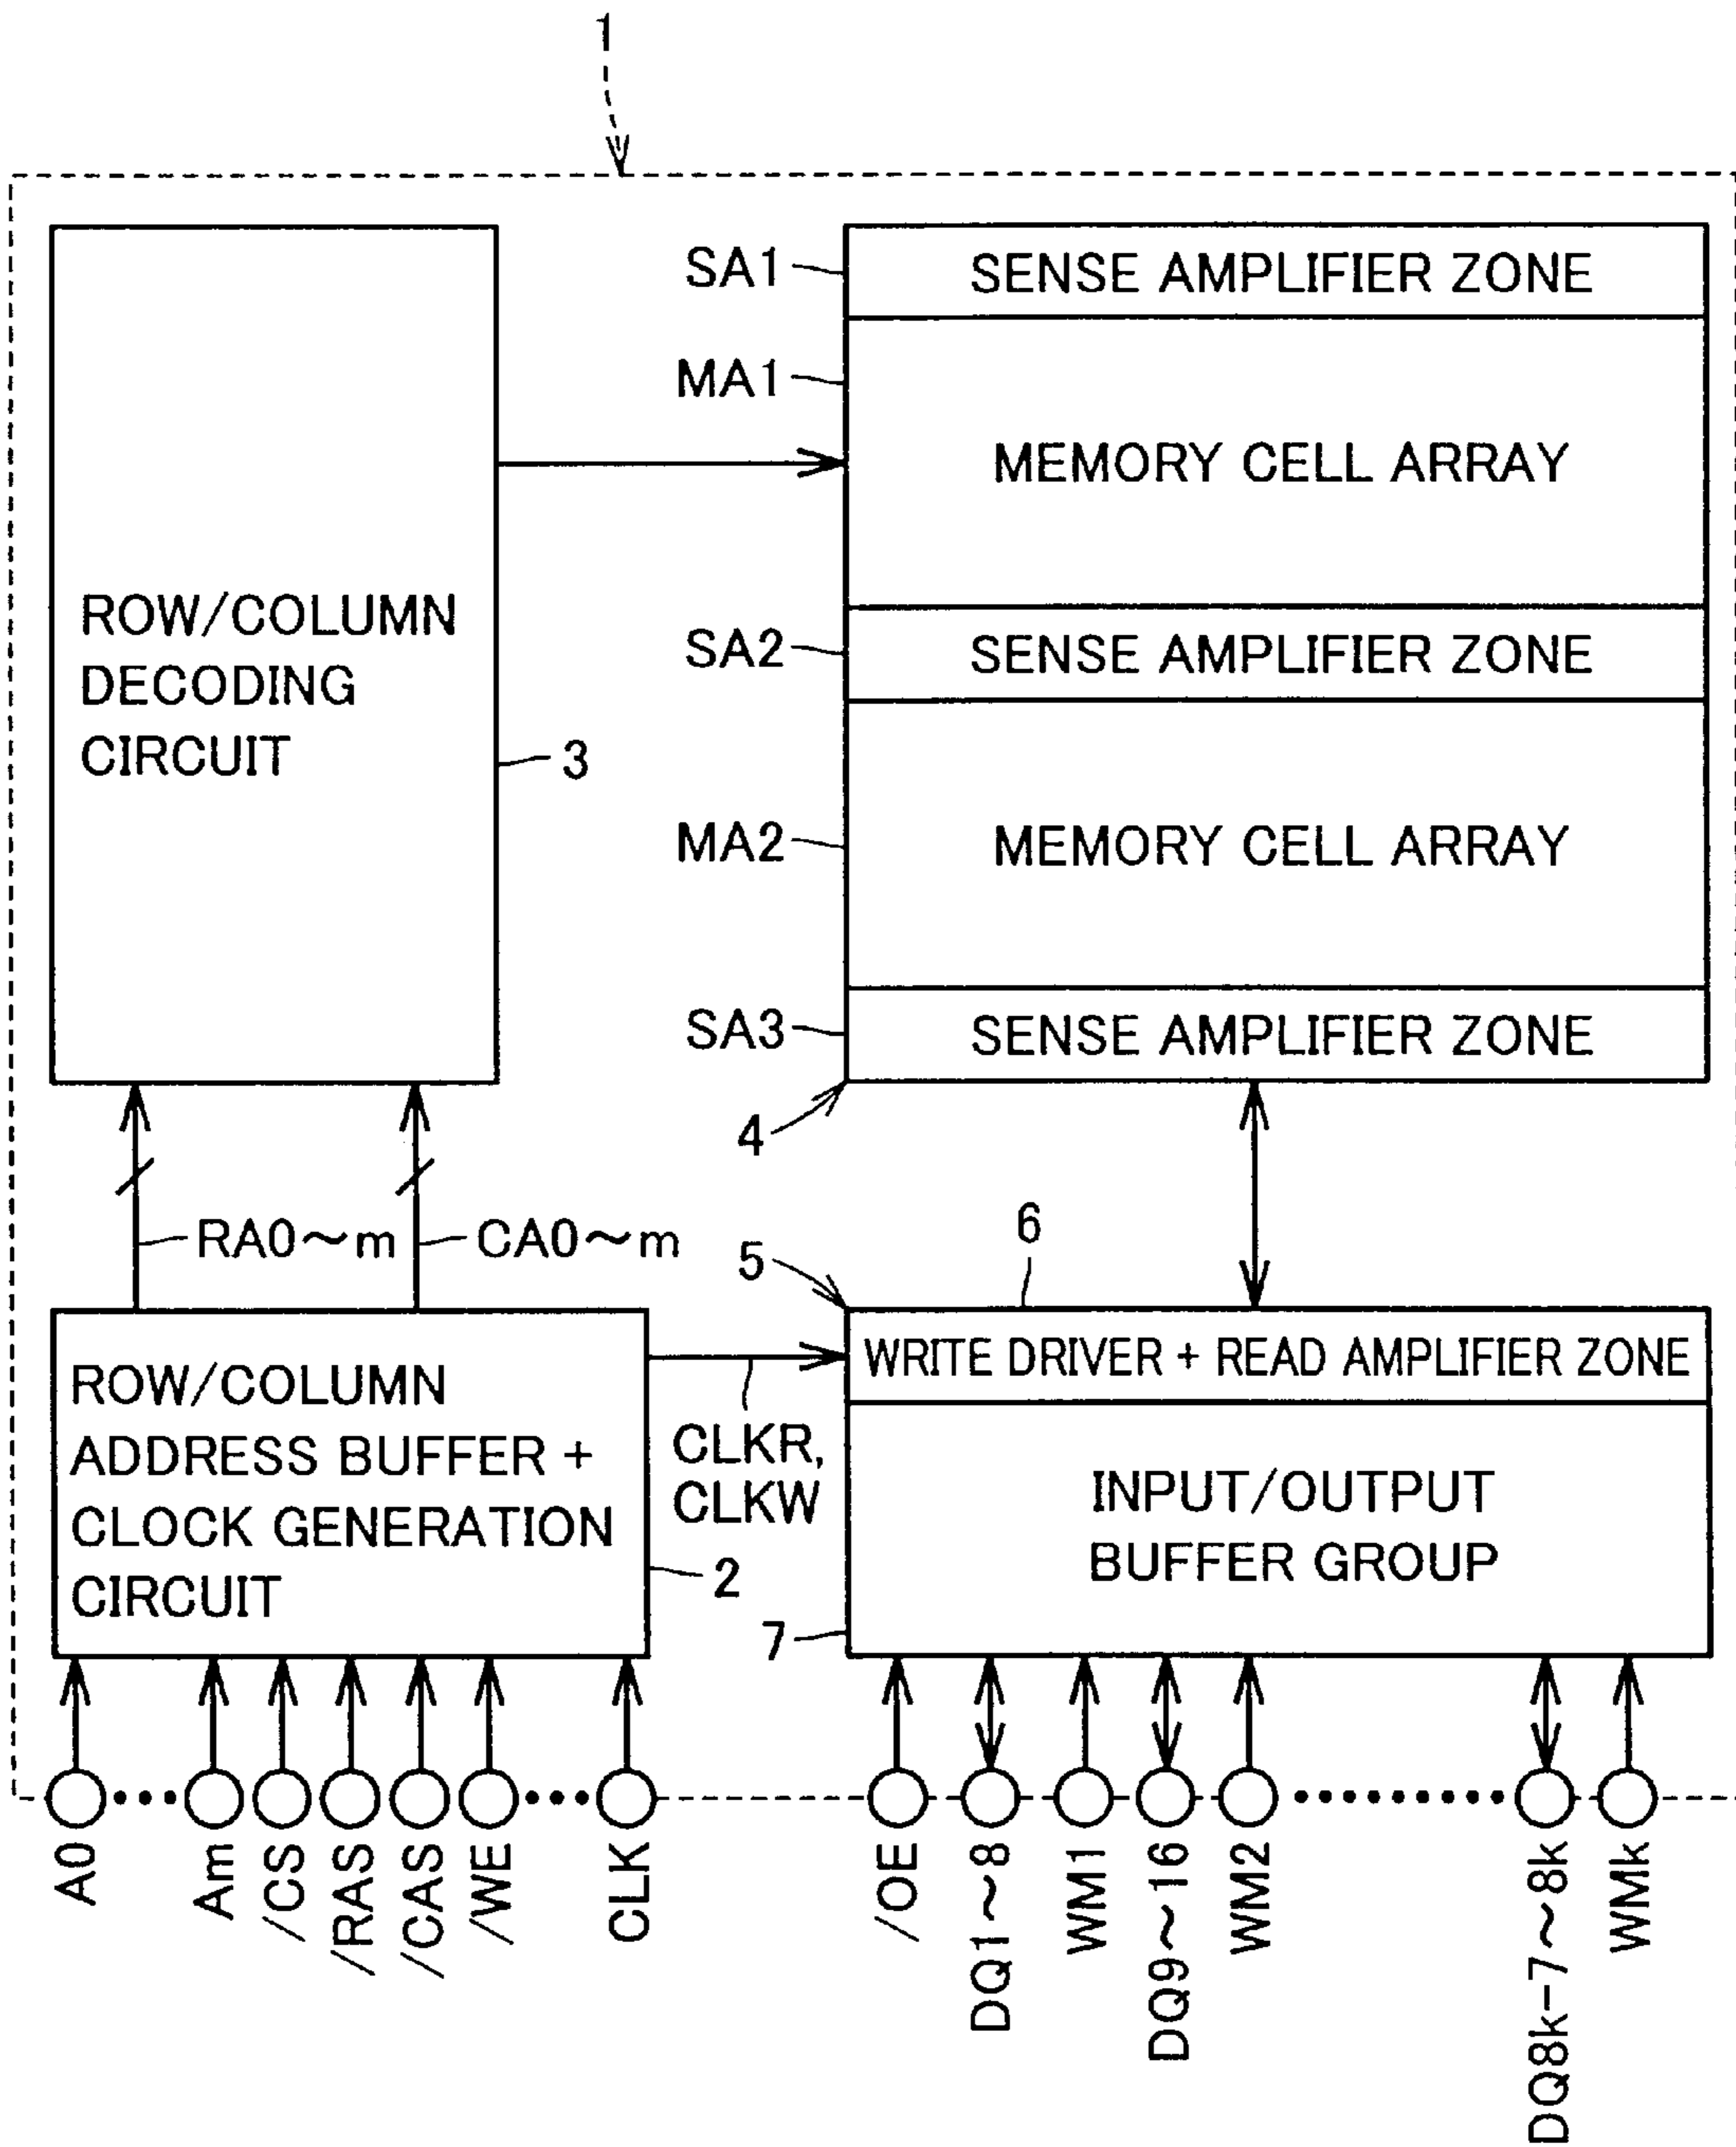 1
ROW/COLUMN
DECODING
CIRCUIT
3
SA1
SENSE AMPLIFIER ZONE
MA1
MEMORY CELL ARRAY
SA2
SENSE AMPLIFIER ZONE
MA2
MEMORY CELL ARRAY
SA3
SENSE AMPLIFIER ZONE
4
RA0~m
CA0~m
5
6
ROW/COLUMN
ADDRESS BUFFER +
CLOCK GENERATION
CIRCUIT
2
CLKR,
CLKW
WRITE DRIVER + READ AMPLIFIER ZONE
INPUT/OUTPUT
BUFFER GROUP
7
A0
Am
/CS
/RAS
/CAS
/WE
CLK
/OE
DQ1~8
WM1
DQ9~16
WM2
DQ8k-7~8k
WMk